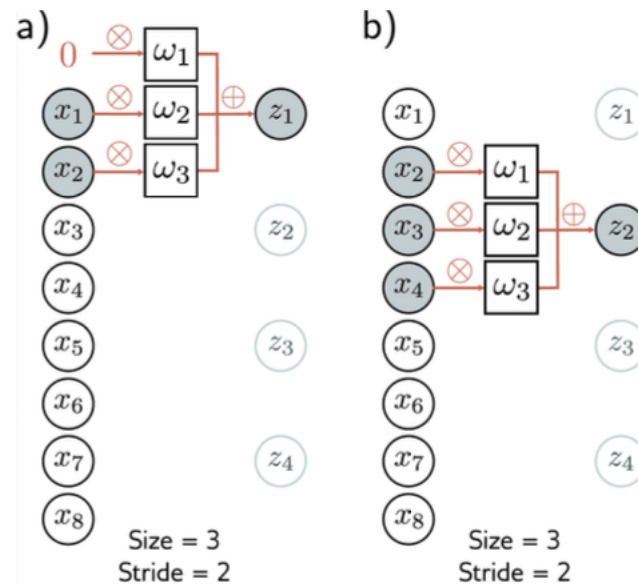 a)
0 ⊗ ω₁
x₁ ⊗ ω₂ ⊕ z₁
x₂ ⊗ ω₃
x₃ z₂
x₄
x₅ z₃
x₆
x₇ z₄
x₈
Size = 3
Stride = 2
b)
x₁ z₁
x₂ ⊗ ω₁
x₃ ⊗ ω₂ ⊕ z₂
x₄ ⊗ ω₃
x₅ z₃
x₆
x₇ z₄
x₈
Size = 3
Stride = 2